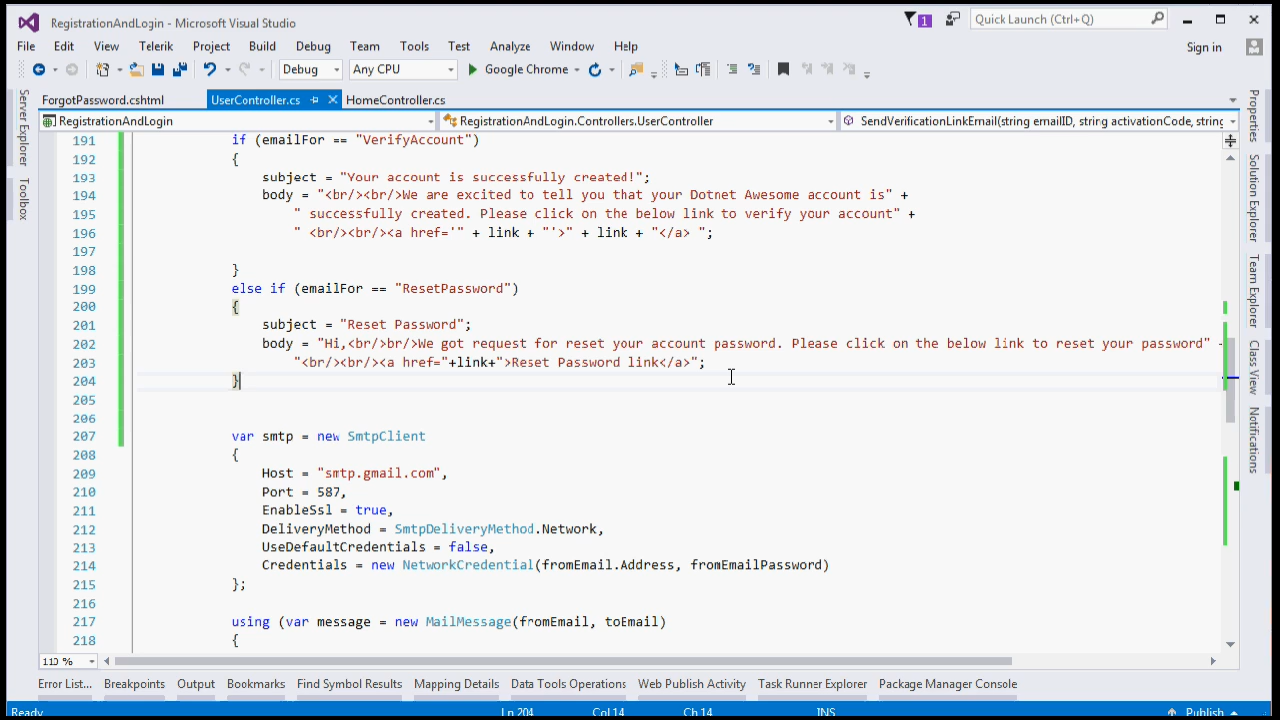 RegistrationAndLogin - Microsoft Visual Studio
1
Quick Launch (Ctrl+Q)
File Edit View Telerik Project Build Debug Team Tools Test Analyze Window Help
Sign in
Debug Any CPU Google Chrome
ForgotPassword.cshtml UserController.cs HomeController.cs
RegistrationAndLogin RegistrationAndLogin.Controllers.UserController SendVerificationLinkEmail(string emailID, string activationCode, string
Server Explorer
Toolbox
191 if (emailFor == "VerifyAccount")
192 {
193 subject = "Your account is successfully created!";
194 body = "<br/><br/>We are excited to tell you that your Dotnet Awesome account is" +
195 " successfully created. Please click on the below link to verify your account" +
196 " <br/><br/><a href='" + link + "'>" + link + "</a> ";
197
198 }
199 else if (emailFor == "ResetPassword")
200 {
201 subject = "Reset Password";
202 body = "Hi,<br/>br/>We got request for reset your account password. Please click on the below link to reset your password"
203 "<br/><br/><a href="+link+">Reset Password link</a>";
204 }
205
206
207 var smtp = new SmtpClient
208 {
209 Host = "smtp.gmail.com",
210 Port = 587,
211 EnableSsl = true,
212 DeliveryMethod = SmtpDeliveryMethod.Network,
213 UseDefaultCredentials = false,
214 Credentials = new NetworkCredential(fromEmail.Address, fromEmailPassword)
215 };
216
217 using (var message = new MailMessage(fromEmail, toEmail)
218 {
Properties
Solution Explorer
Team Explorer
Class View
Notifications
110 %
Error List... Breakpoints Output Bookmarks Find Symbol Results Mapping Details Data Tools Operations Web Publish Activity Task Runner Explorer Package Manager Console
Ready Ln 204 Col 14 Ch 14 INS Publish